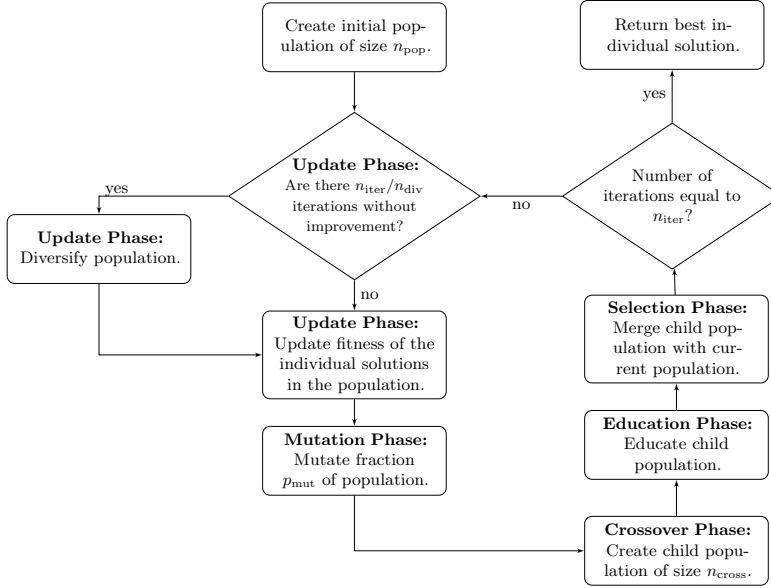 Create initial pop-
ulation of size n_pop.
Return best in-
dividual solution.
yes
Update Phase:
Are there n_iter/n_div
iterations without
improvement?
Number of
iterations equal to
n_iter?
yes
no
Update Phase:
Diversify population.
no
Update Phase:
Update fitness of the
individual solutions
in the population.
Selection Phase:
Merge child pop-
ulation with cur-
rent population.
Mutation Phase:
Mutate fraction
p_mut of population.
Education Phase:
Educate child
population.
Crossover Phase:
Create child popu-
lation of size n_cross.